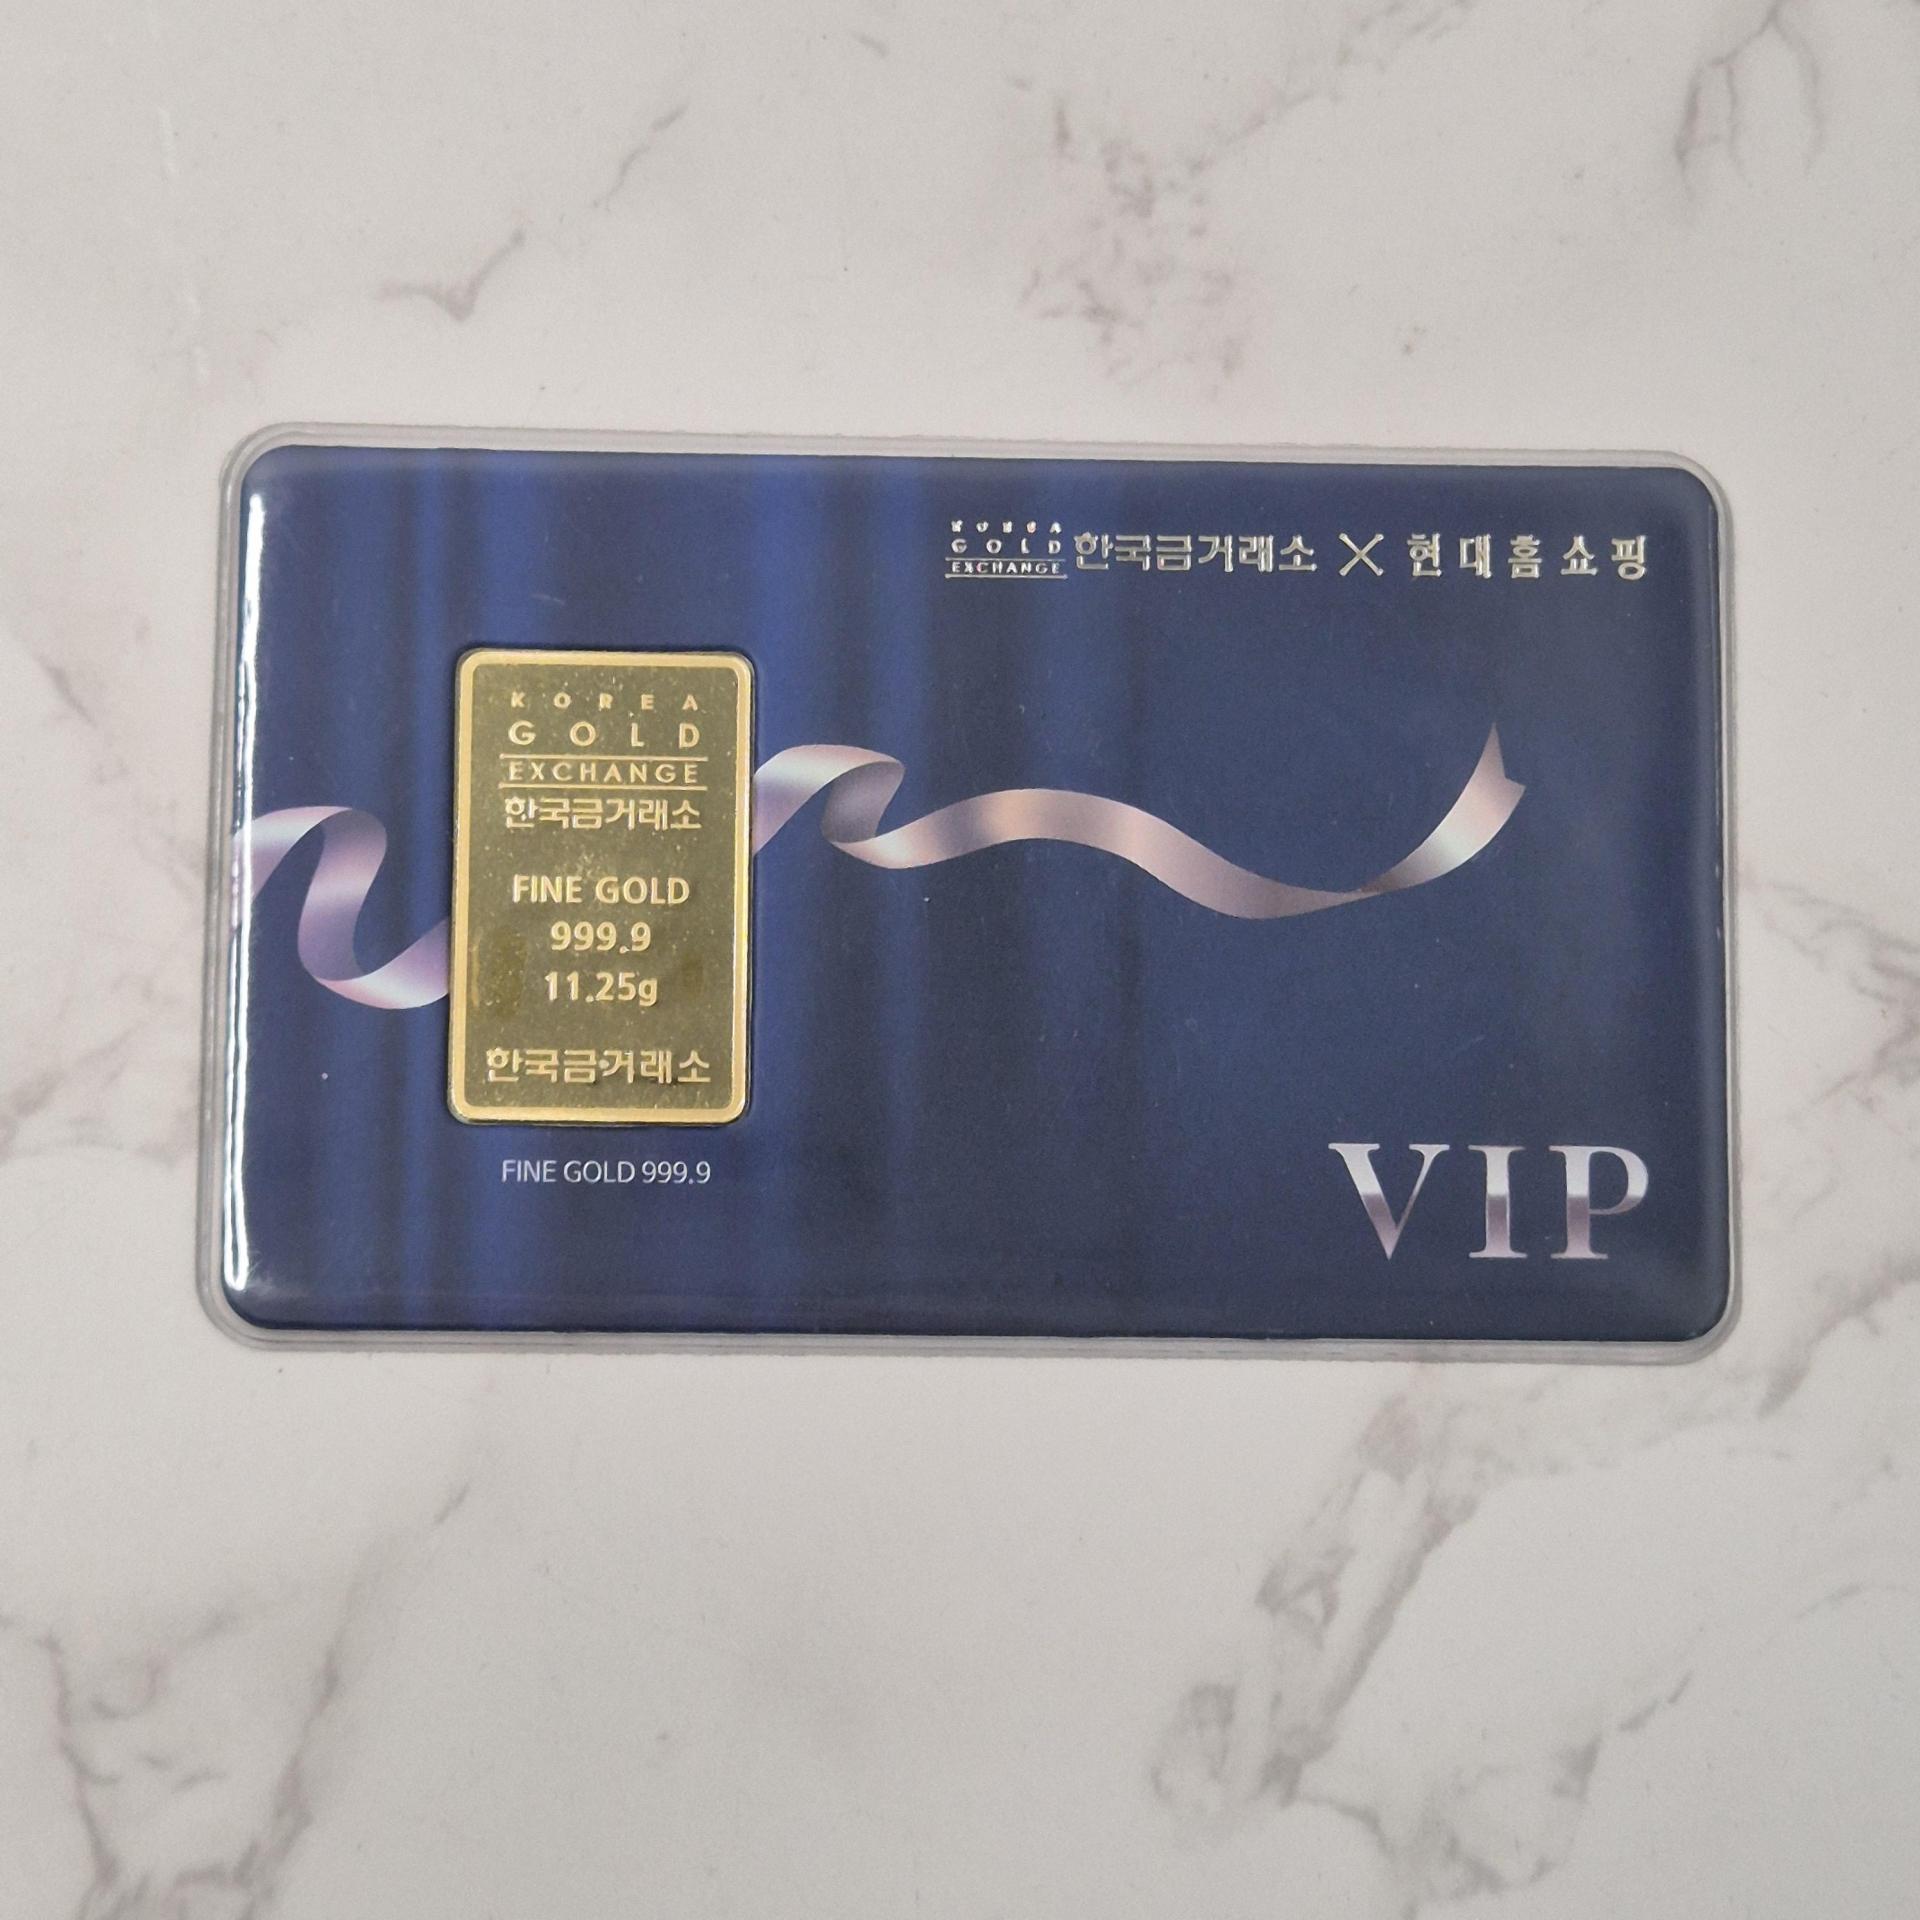 KOREA
GOLD
EXCHANGE
한국금거래소 X 현대홈쇼핑
KOREA
GOLD
EXCHANGE
한국금거래소
FINE GOLD
999.9
11.25g
한국금거래소
FINE GOLD 999.9
VIP